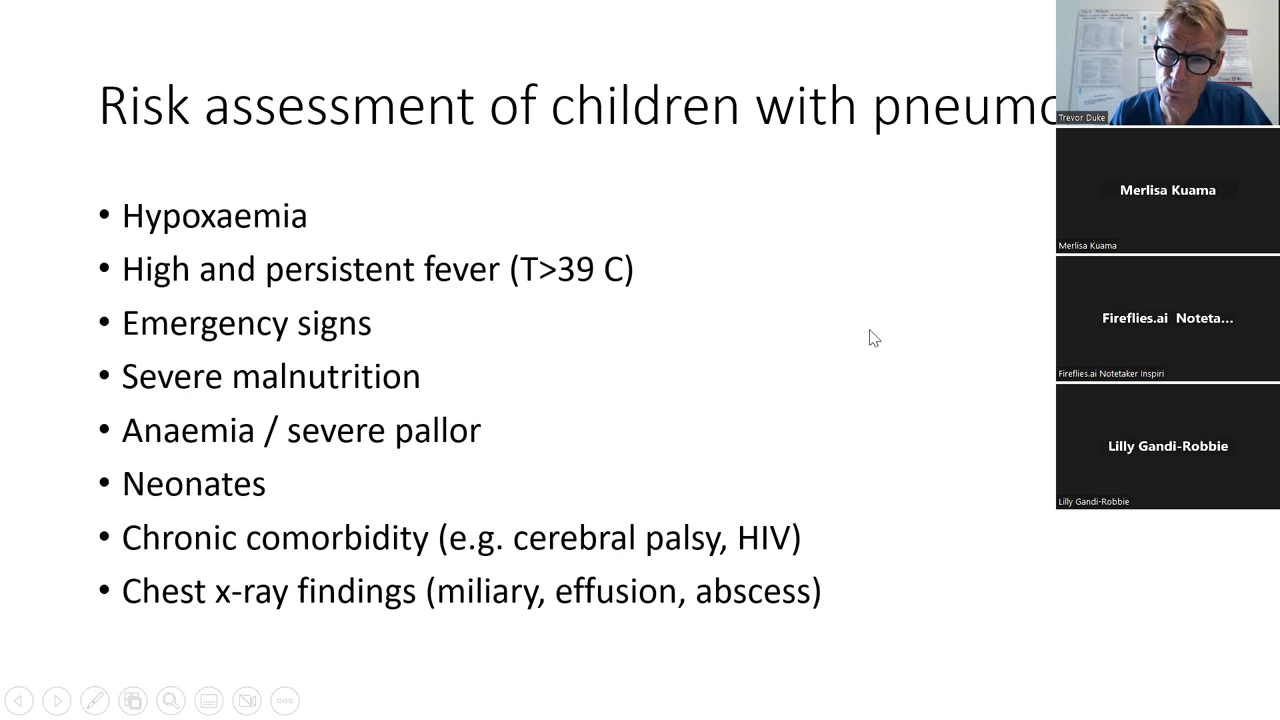 Risk assessment of children with pneumo
• Hypoxaemia
• High and persistent fever (T>39 C)
• Emergency signs
• Severe malnutrition
• Anaemia / severe pallor
• Neonates
• Chronic comorbidity (e.g. cerebral palsy, HIV)
• Chest x-ray findings (miliary, effusion, abscess)
Trevor Duke
Merlisa Kuama
Merlisa Kuama
Fireflies.ai Noteta...
Fireflies.ai Notetaker Inspiri
Lilly Gandi-Robbie
Lilly Gandi-Robbie